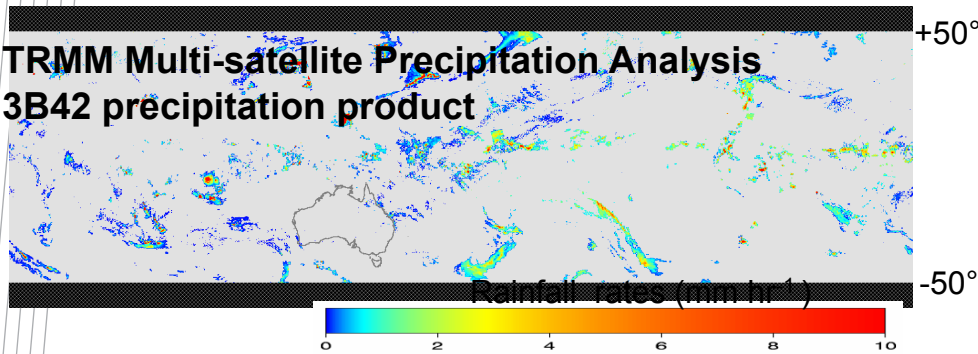 +50°
TRMM Multi-satellite Precipitation Analysis
3B42 precipitation product
-50°
Rainfall rates (mm hr-1)
0 2 4 6 8 10